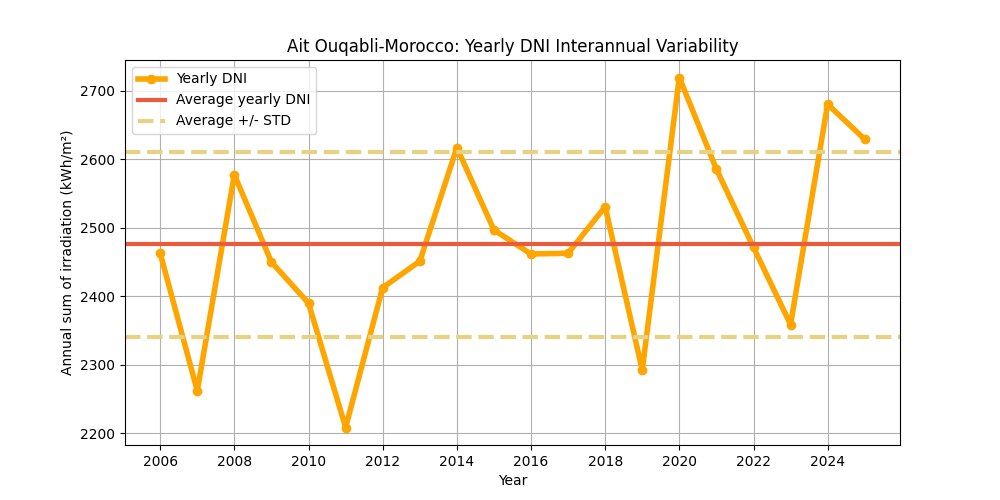 Ait Ouqabli-Morocco: Yearly DNI Interannual Variability
Yearly DNI
Average yearly DNI
Average +/- STD
Annual sum of irradiation (kWh/m²)
2700
2600
2500
2400
2300
2200
2006 2008 2010 2012 2014 2016 2018 2020 2022 2024
Year